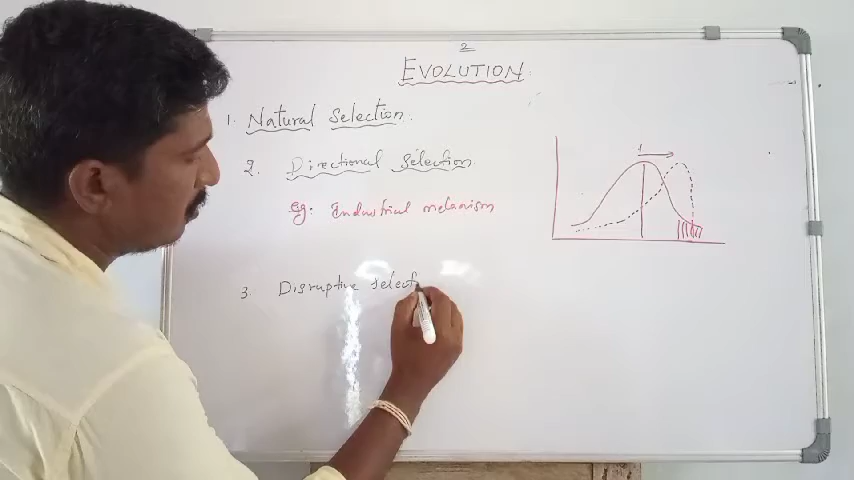 2
EVOLUTION
1. Natural Selection.
2. Directional Selection.
eg: Industrial melanism
3. Disruptive select